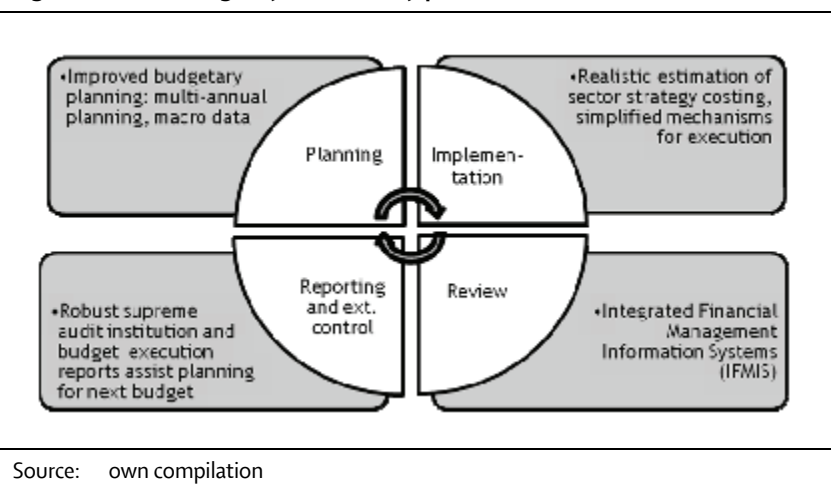 •Improved budgetary
planning: multi-annual
planning, macro data
•Realistic estimation of
sector strategy costing,
simplified mechanisms
for execution
Planning
Implemen-
tation
Reporting
and ext.
control
Review
•Robust supreme
audit institution and
budget execution
reports assist planning
for next budget
•Integrated Financial
Management
Information Systems
(IFMIS)
Source: own compilation